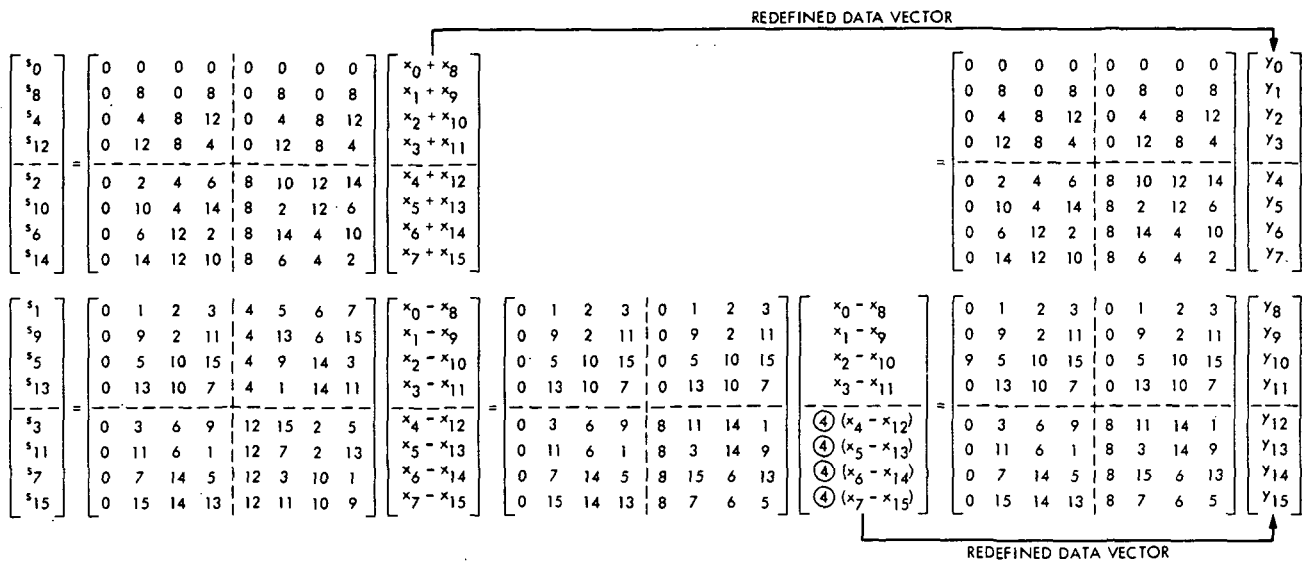 REDEFINED DATA VECTOR
s0 0 0 0 0 0 0 0 0 x0 + x8 0 0 0 0 0 0 0 0 y0
s8 0 8 0 8 0 8 0 8 x1 + x9 0 8 0 8 0 8 0 8 y1
s4 0 4 8 12 0 4 8 12 x2 + x10 0 4 8 12 0 4 8 12 y2
s12 0 12 8 4 0 12 8 4 x3 + x11 0 12 8 4 0 12 8 4 y3
= =
s2 0 2 4 6 8 10 12 14 x4 + x12 0 2 4 6 8 10 12 14 y4
s10 0 10 4 14 8 2 12 6 x5 + x13 0 10 4 14 8 2 12 6 y5
s6 0 6 12 2 8 14 4 10 x6 + x14 0 6 12 2 8 14 4 10 y6
s14 0 14 12 10 8 6 4 2 x7 + x15 0 14 12 10 8 6 4 2 y7
s1 0 1 2 3 4 5 6 7 x0 - x8 0 1 2 3 0 1 2 3 x0 - x8 0 1 2 3 0 1 2 3 y8
s9 0 9 2 11 4 13 6 15 x1 - x9 0 9 2 11 0 9 2 11 x1 - x9 0 9 2 11 0 9 2 11 y9
s5 0 5 10 15 4 9 14 3 x2 - x10 0 5 10 15 0 5 10 15 x2 - x10 9 5 10 15 0 5 10 15 y10
s13 0 13 10 7 4 1 14 11 x3 - x11 0 13 10 7 0 13 10 7 x3 - x11 0 13 10 7 0 13 10 7 y11
= = =
s3 0 3 6 9 12 15 2 5 x4 - x12 0 3 6 9 8 11 14 1 ④ (x4 - x12) 0 3 6 9 8 11 14 1 y12
s11 0 11 6 1 12 7 2 13 x5 - x13 0 11 6 1 8 3 14 9 ④ (x5 - x13) 0 11 6 1 8 3 14 9 y13
s7 0 7 14 5 12 3 10 1 x6 - x14 0 7 14 5 8 15 6 13 ④ (x6 - x14) 0 7 14 5 8 15 6 13 y14
s15 0 15 14 13 12 11 10 9 x7 - x15 0 15 14 13 8 7 6 5 ④ (x7 - x15) 0 15 14 13 8 7 6 5 y15
REDEFINED DATA VECTOR